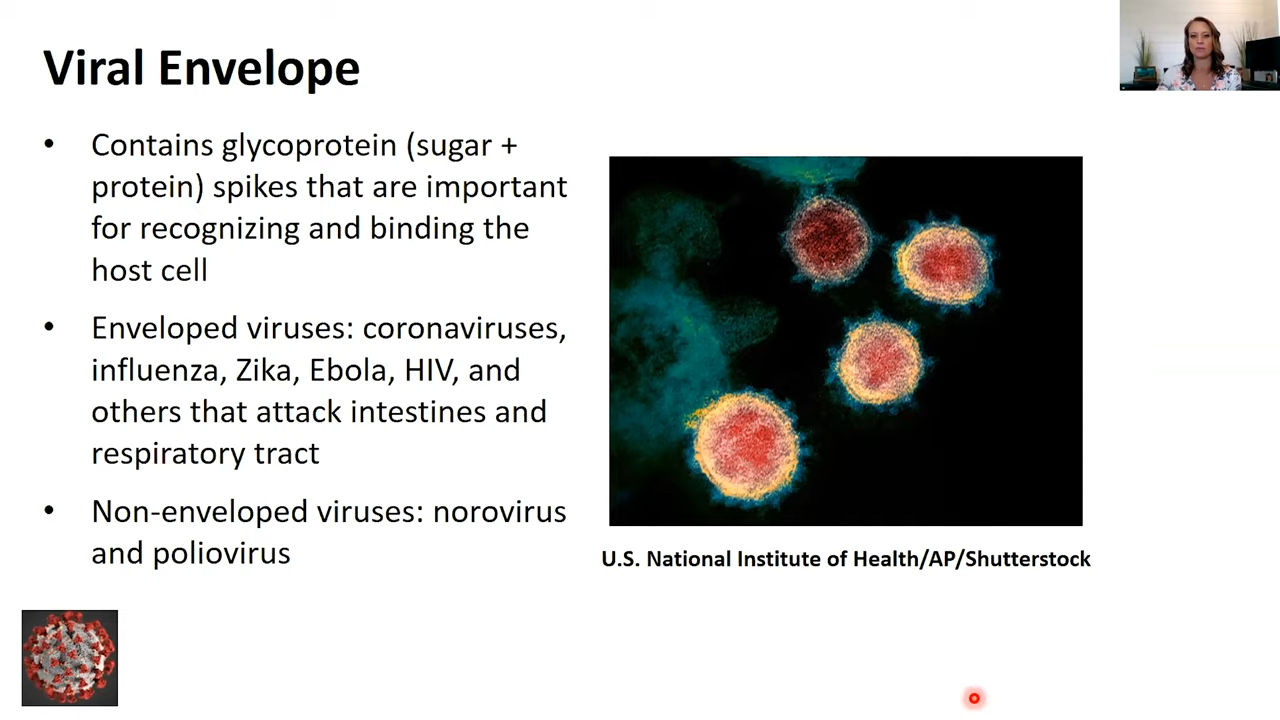 Viral Envelope
• Contains glycoprotein (sugar +
protein) spikes that are important
for recognizing and binding the
host cell
• Enveloped viruses: coronaviruses,
influenza, Zika, Ebola, HIV, and
others that attack intestines and
respiratory tract
• Non-enveloped viruses: norovirus
and poliovirus
U.S. National Institute of Health/AP/Shutterstock